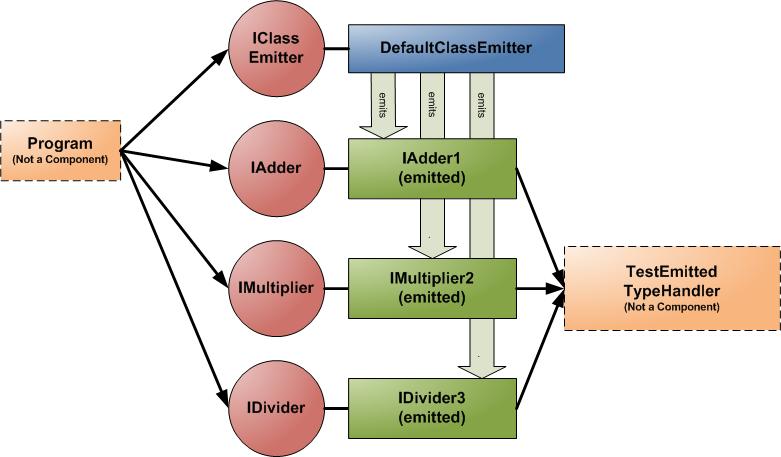 IClass
Emitter
DefaultClassEmitter
emits
emits
emits
Program
(Not a Component)
IAdder
IAdder1
(emitted)
IMultiplier
IMultiplier2
(emitted)
TestEmitted
TypeHandler
(Not a Component)
IDivider
IDivider3
(emitted)